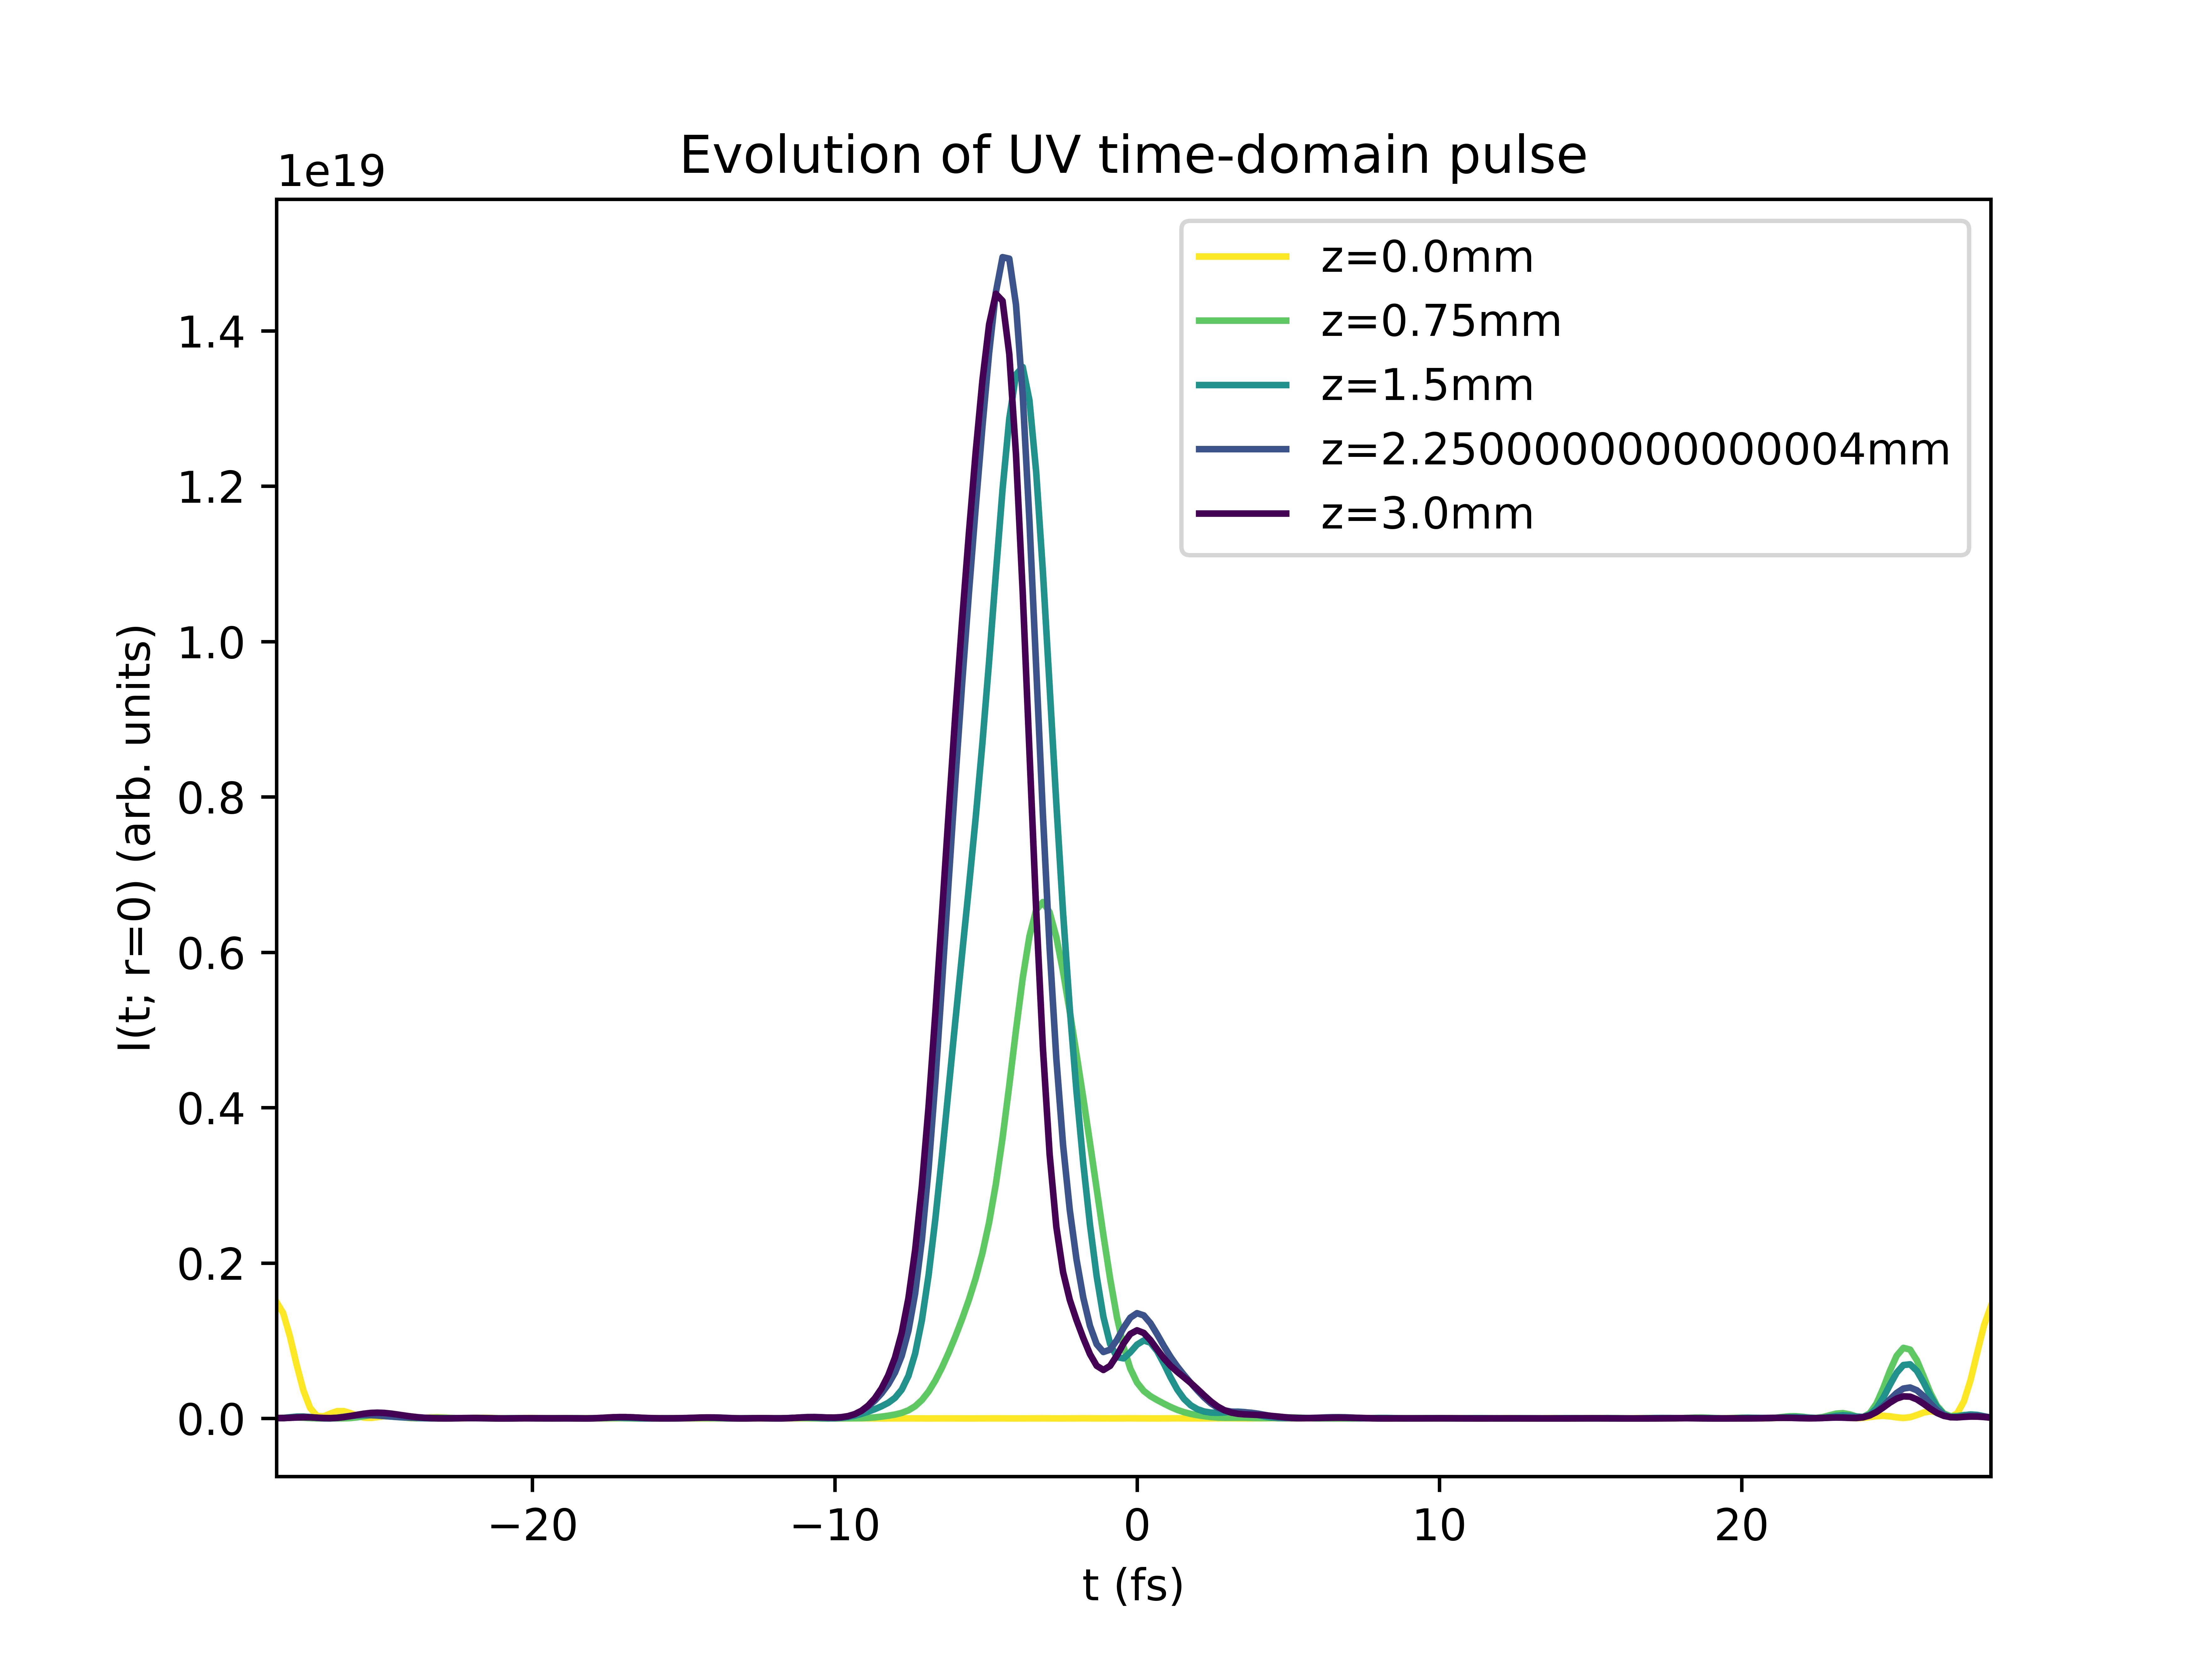 Evolution of UV time-domain pulse
1e19
z=0.0mm
z=0.75mm
z=1.5mm
z=2.2500000000000004mm
z=3.0mm
1.4
1.2
1.0
0.8
0.6
0.4
0.2
0.0
I(t; r=0) (arb. units)
−20
−10
0
10
20
t (fs)